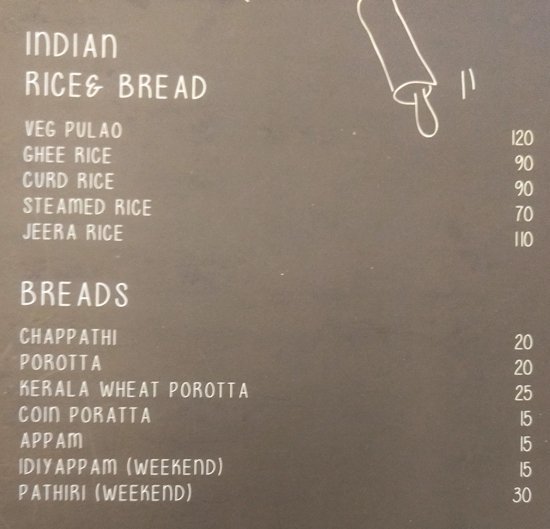 INDIAN
RICE& BREAD
VEG PULAO 120
GHEE RICE 90
CURD RICE 90
STEAMED RICE 70
JEERA RICE 110
BREADS
CHAPPATHI 20
POROTTA 20
KERALA WHEAT POROTTA 25
COIN PORATTA 15
APPAM 15
IDIYAPPAM (WEEKEND) 15
PATHIRI (WEEKEND) 30